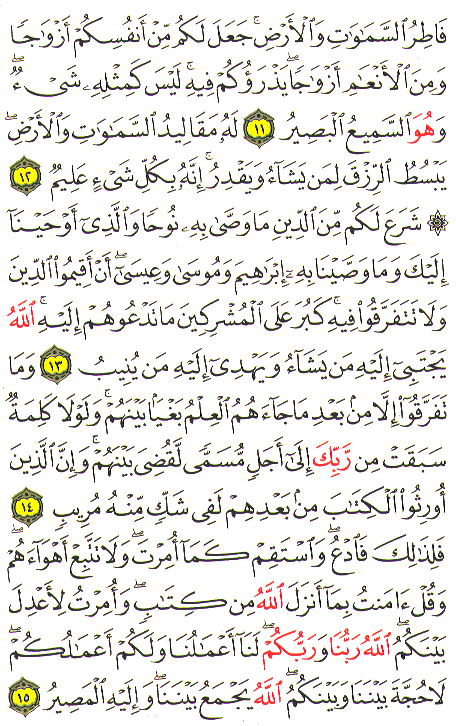 فَاطِرُ ٱلسَّمَٰوَٰتِ وَٱلْأَرْضِ ۚ جَعَلَ لَكُم مِّنْ أَنفُسِكُمْ أَزْوَٰجًا
وَمِنَ ٱلْأَنْعَٰمِ أَزْوَٰجًا ۖ يَذْرَؤُكُمْ فِيهِ ۚ لَيْسَ كَمِثْلِهِۦ شَىْءٌ ۖ
وَهُوَ ٱلسَّمِيعُ ٱلْبَصِيرُ ١١ لَهُۥ مَقَالِيدُ ٱلسَّمَٰوَٰتِ وَٱلْأَرْضِ ۖ
يَبْسُطُ ٱلرِّزْقَ لِمَن يَشَآءُ وَيَقْدِرُ ۚ إِنَّهُۥ بِكُلِّ شَىْءٍ عَلِيمٌ ١٢
۞ شَرَعَ لَكُم مِّنَ ٱلدِّينِ مَا وَصَّىٰ بِهِۦ نُوحًا وَٱلَّذِىٓ أَوْحَيْنَآ
إِلَيْكَ وَمَا وَصَّيْنَا بِهِۦٓ إِبْرَٰهِيمَ وَمُوسَىٰ وَعِيسَىٰٓ ۖ أَنْ أَقِيمُوا۟ ٱلدِّينَ
وَلَا تَتَفَرَّقُوا۟ فِيهِ ۚ كَبُرَ عَلَى ٱلْمُشْرِكِينَ مَا تَدْعُوهُمْ إِلَيْهِ ۚ ٱللَّهُ
يَجْتَبِىٓ إِلَيْهِ مَن يَشَآءُ وَيَهْدِىٓ إِلَيْهِ مَن يُنِيبُ ١٣ وَمَا
تَفَرَّقُوٓا۟ إِلَّا مِنۢ بَعْدِ مَا جَآءَهُمُ ٱلْعِلْمُ بَغْيًۢا بَيْنَهُمْ ۚ وَلَوْلَا كَلِمَةٌ
سَبَقَتْ مِن رَّبِّكَ إِلَىٰٓ أَجَلٍ مُّسَمًّى لَّقُضِىَ بَيْنَهُمْ ۚ وَإِنَّ ٱلَّذِينَ
أُورِثُوا۟ ٱلْكِتَٰبَ مِنۢ بَعْدِهِمْ لَفِى شَكٍّ مِّنْهُ مُرِيبٍ ١٤
فَلِذَٰلِكَ فَٱدْعُ ۖ وَٱسْتَقِمْ كَمَآ أُمِرْتَ ۖ وَلَا تَتَّبِعْ أَهْوَآءَهُمْ ۖ
وَقُلْ ءَامَنتُ بِمَآ أَنزَلَ ٱللَّهُ مِن كِتَٰبٍ ۖ وَأُمِرْتُ لِأَعْدِلَ
بَيْنَكُمُ ۖ ٱللَّهُ رَبُّنَا وَرَبُّكُمْ ۖ لَنَآ أَعْمَٰلُنَا وَلَكُمْ أَعْمَٰلُكُمْ ۖ
لَا حُجَّةَ بَيْنَنَا وَبَيْنَكُمُ ۖ ٱللَّهُ يَجْمَعُ بَيْنَنَا ۖ وَإِلَيْهِ ٱلْمَصِيرُ ١٥